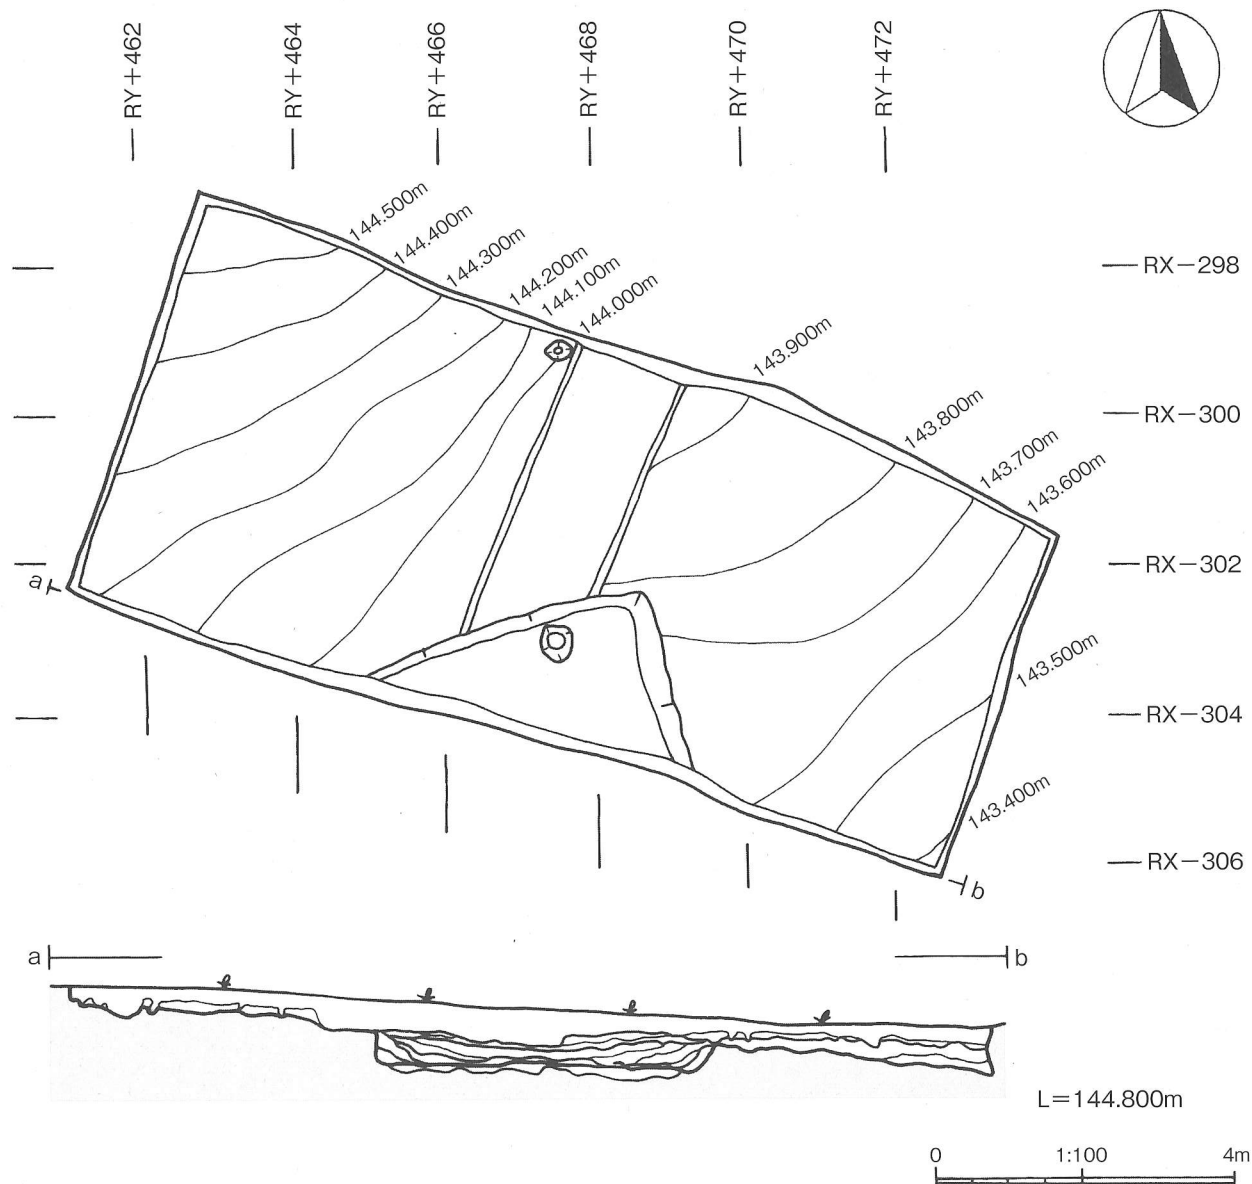 RY+462
RY+464
RY+466
RY+468
RY+470
RY+472
144.500m
144.400m
144.300m
144.200m
144.100m
144.000m
143.900m
143.800m
143.700m
143.600m
143.500m
143.400m
RX-298
RX-300
RX-302
RX-304
RX-306
a
b
a
b
L=144.800m
0 1:100 4m